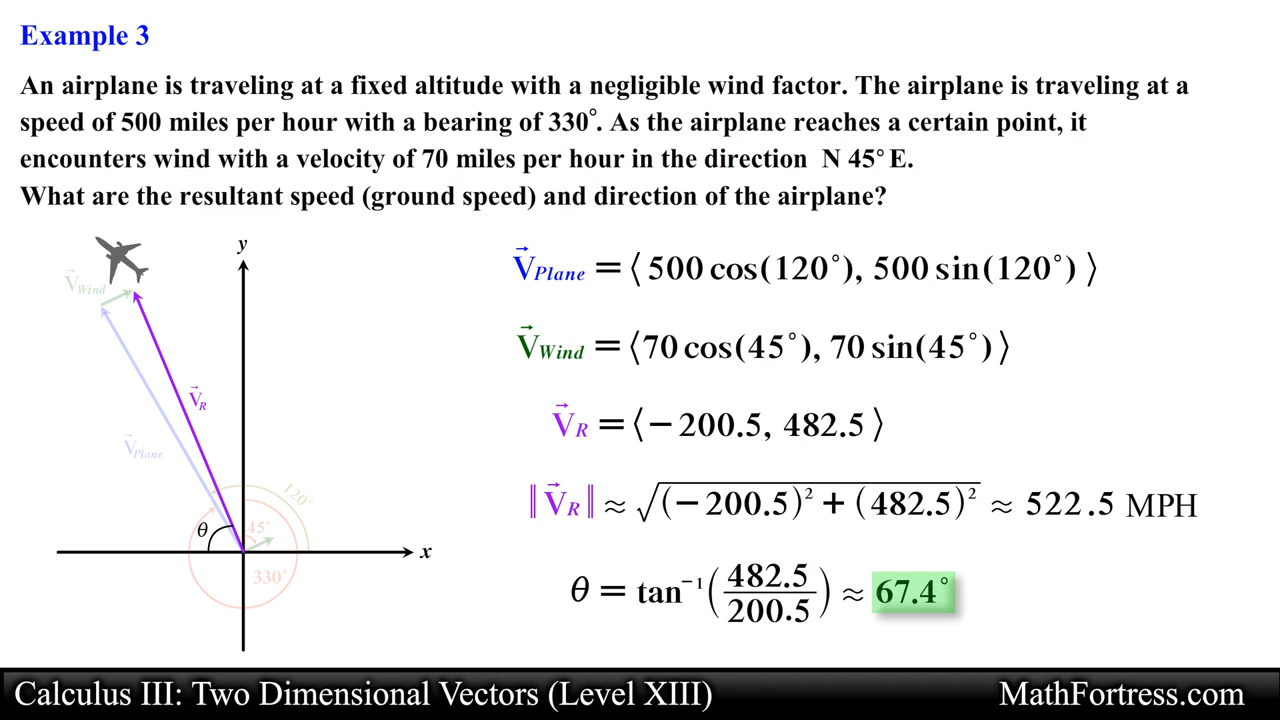 Example 3
An airplane is traveling at a fixed altitude with a negligible wind factor. The airplane is traveling at a
speed of 500 miles per hour with a bearing of 330°. As the airplane reaches a certain point, it
encounters wind with a velocity of 70 miles per hour in the direction N 45° E.
What are the resultant speed (ground speed) and direction of the airplane?
y
V⃗Wind
V⃗R
V⃗Plane
120°
θ
45°
x
330°
V⃗Plane = ⟨ 500 cos(120°), 500 sin(120°) ⟩
V⃗Wind = ⟨70 cos(45°), 70 sin(45°) ⟩
V⃗R = ⟨ − 200.5, 482.5 ⟩
‖ V⃗R ‖ ≈ √(−200.5)² + (482.5)² ≈ 522.5 MPH
θ = tan⁻¹(482.5/200.5) ≈ 67.4°
Calculus III: Two Dimensional Vectors (Level XIII)
MathFortress.com